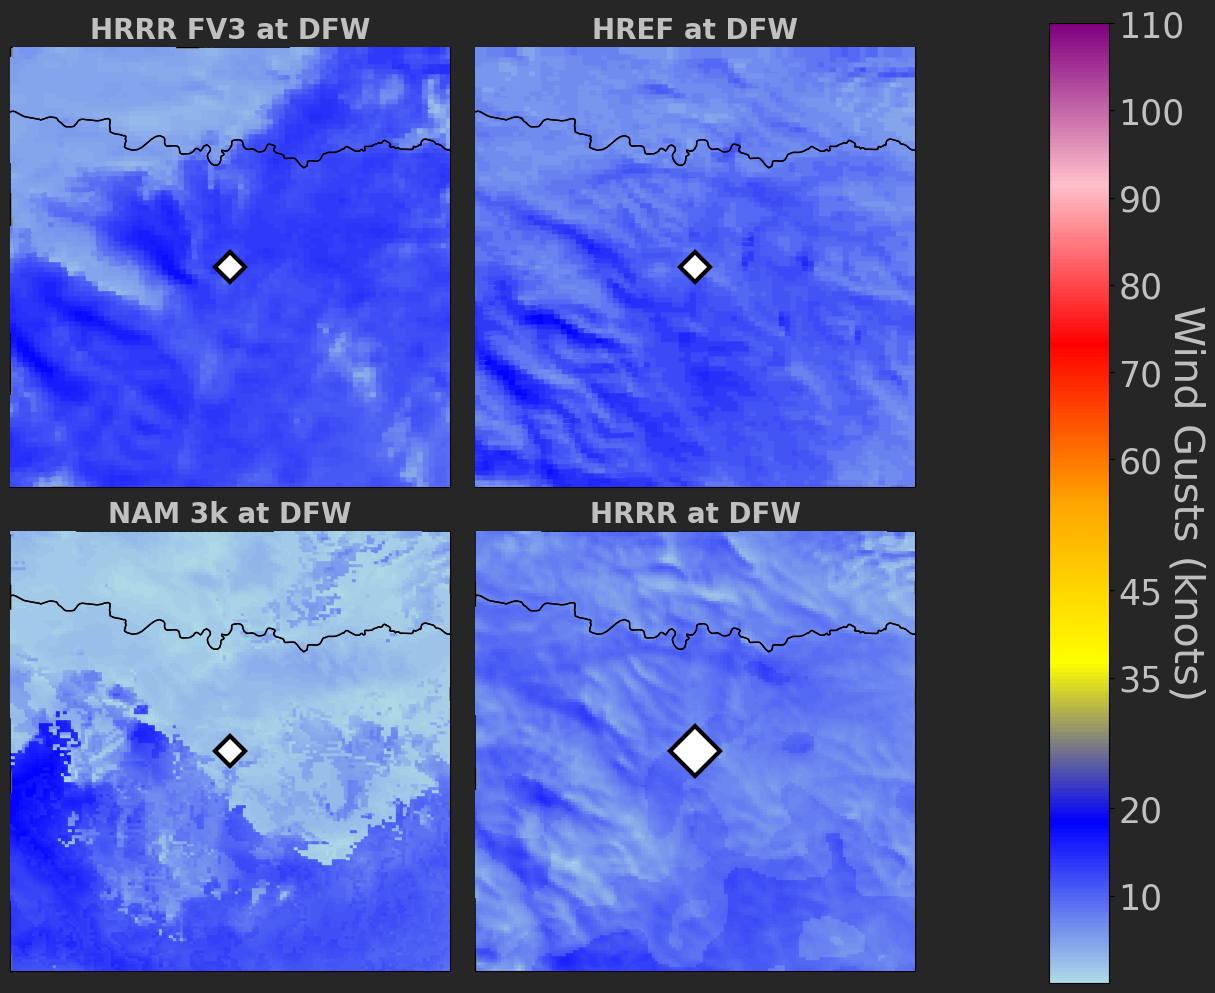 HRRR FV3 at DFW
HREF at DFW
NAM 3k at DFW
HRRR at DFW
110
100
90
80
70
60
45
35
20
10
Wind Gusts (knots)